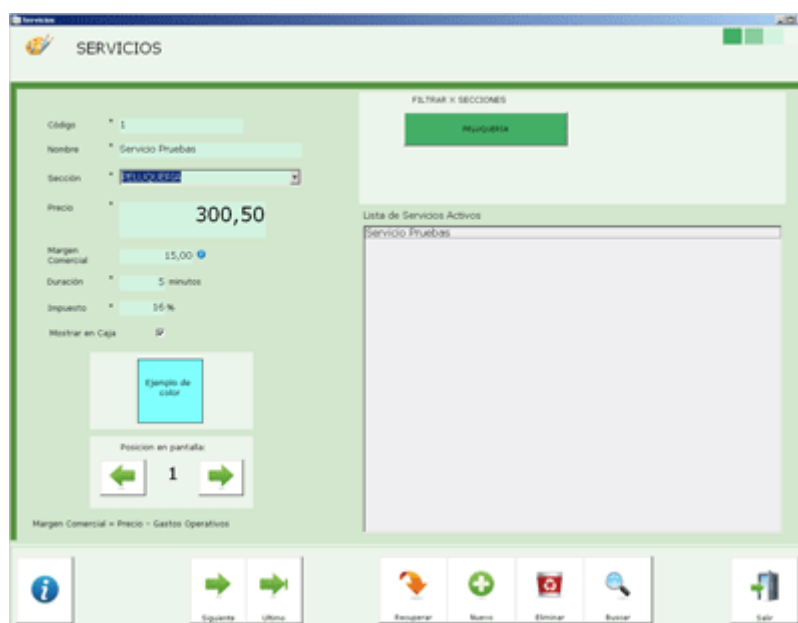 Servicios
SERVICIOS
FILTRAR X SECCIONES
PELUQUERIA
Código * 1
Nombre * Servicio Pruebas
Sección * PELUQUERIA
Precio * 300,50
Lista de Servicios Activos
Servicio Pruebas
Margen
Comercial 15,00
Duración * 5 minutos
Impuesto * 16 %
Mostrar en Caja
Ejemplo de
color
Posicion en pantalla:
1
Margen Comercial = Precio - Gastos Operativos
Siguiente
Ultimo
Recuperar
Nuevo
Eliminar
Buscar
Salir